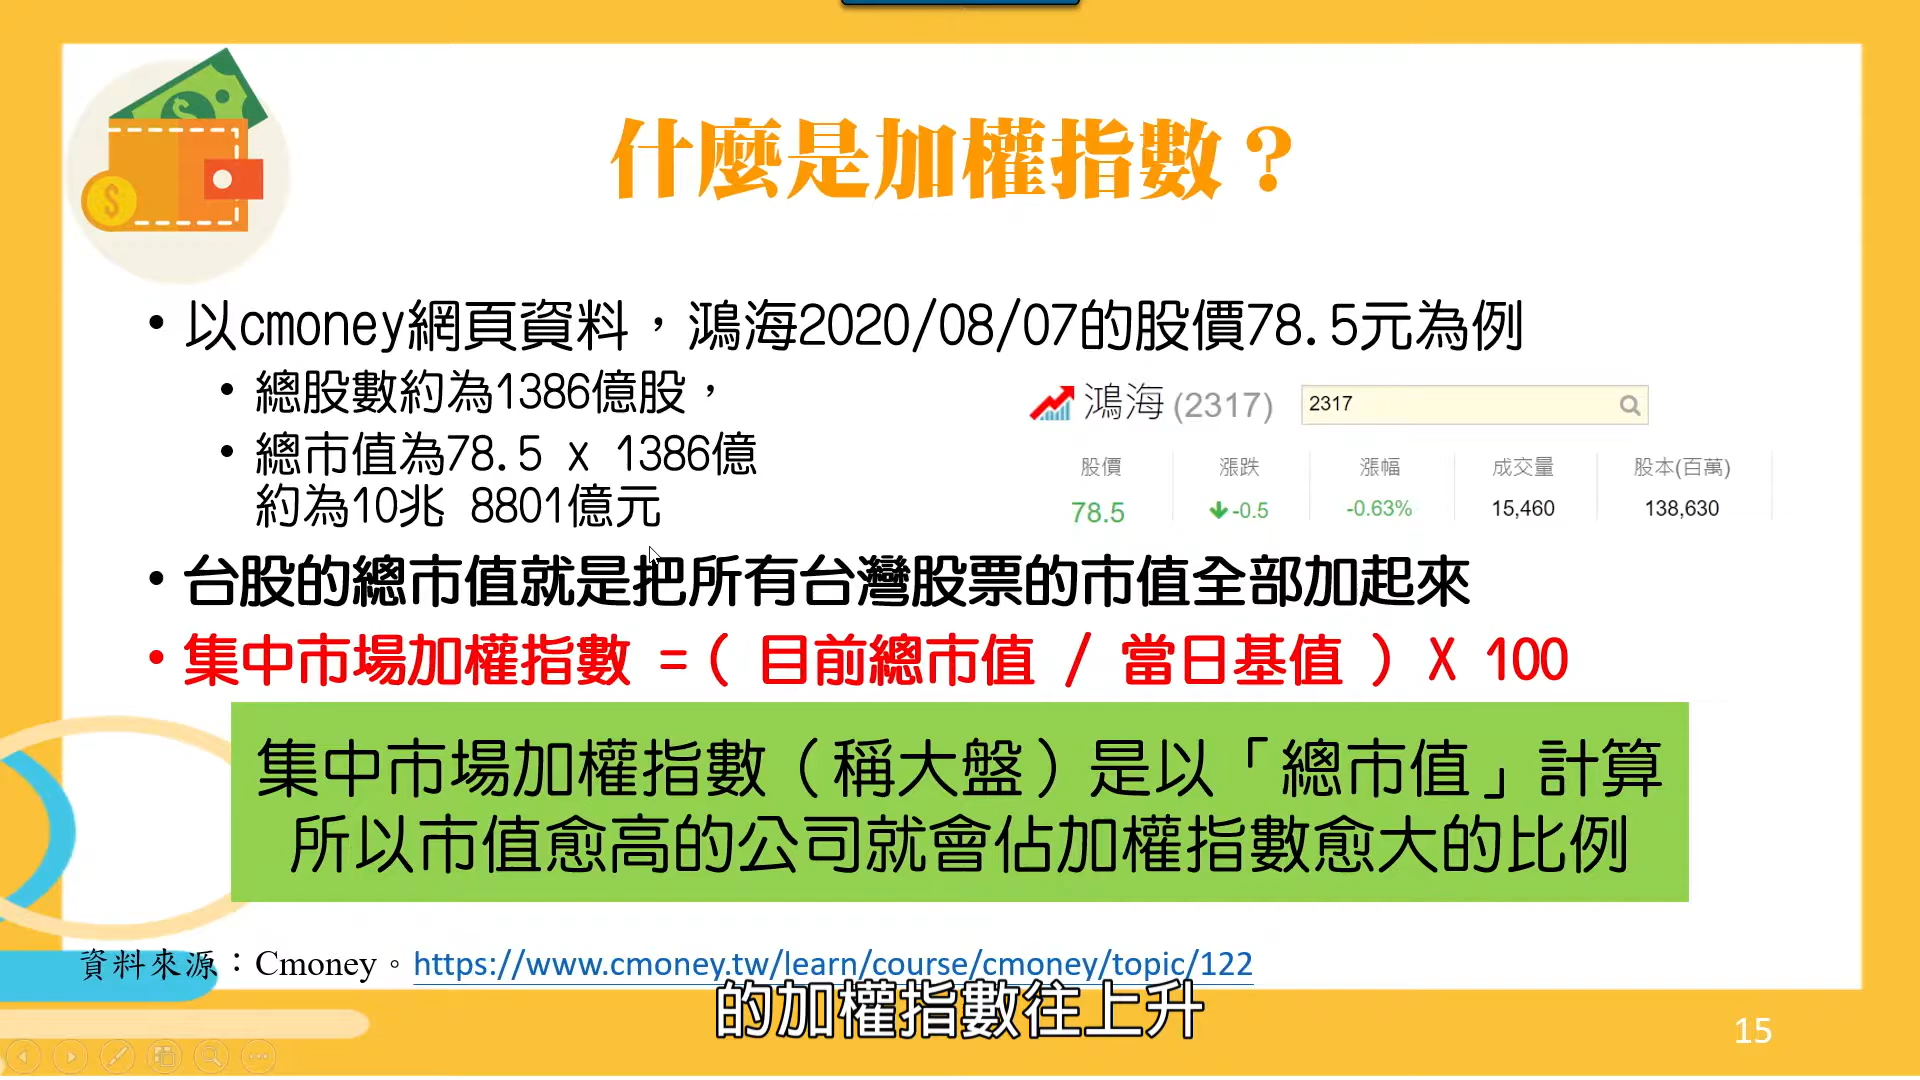 什麼是加權指數？
• 以cmoney網頁資料，鴻海2020/08/07的股價78.5元為例
• 總股數約為1386億股，
• 總市值為78.5 x 1386億
約為10兆 8801億元
鴻海 (2317)
2317
股價 漲跌 漲幅 成交量 股本(百萬)
78.5 -0.5 -0.63% 15,460 138,630
• 台股的總市值就是把所有台灣股票的市值全部加起來
• 集中市場加權指數 =( 目前總市值 / 當日基值 ) X 100
集中市場加權指數（稱大盤）是以「總市值」計算
所以市值愈高的公司就會佔加權指數愈大的比例
資料來源：Cmoney。https://www.cmoney.tw/learn/course/cmoney/topic/122
的加權指數往上升
15